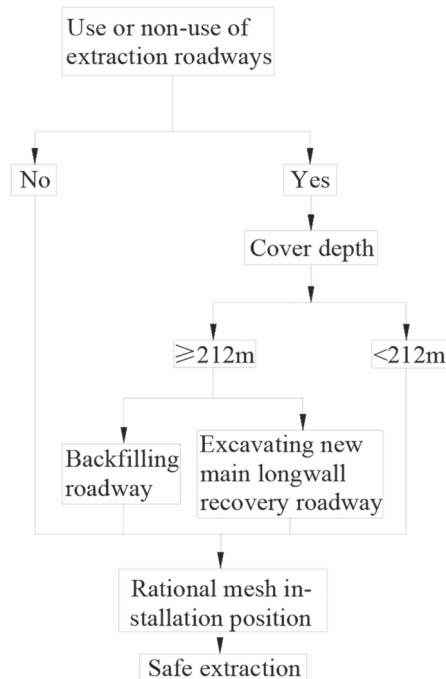 Use or non-use of
extraction roadways
No
Yes
Cover depth
⩾212m
<212m
Backfilling
roadway
Excavating new
main longwall
recovery roadway
Rational mesh in-
stallation position
Safe extraction